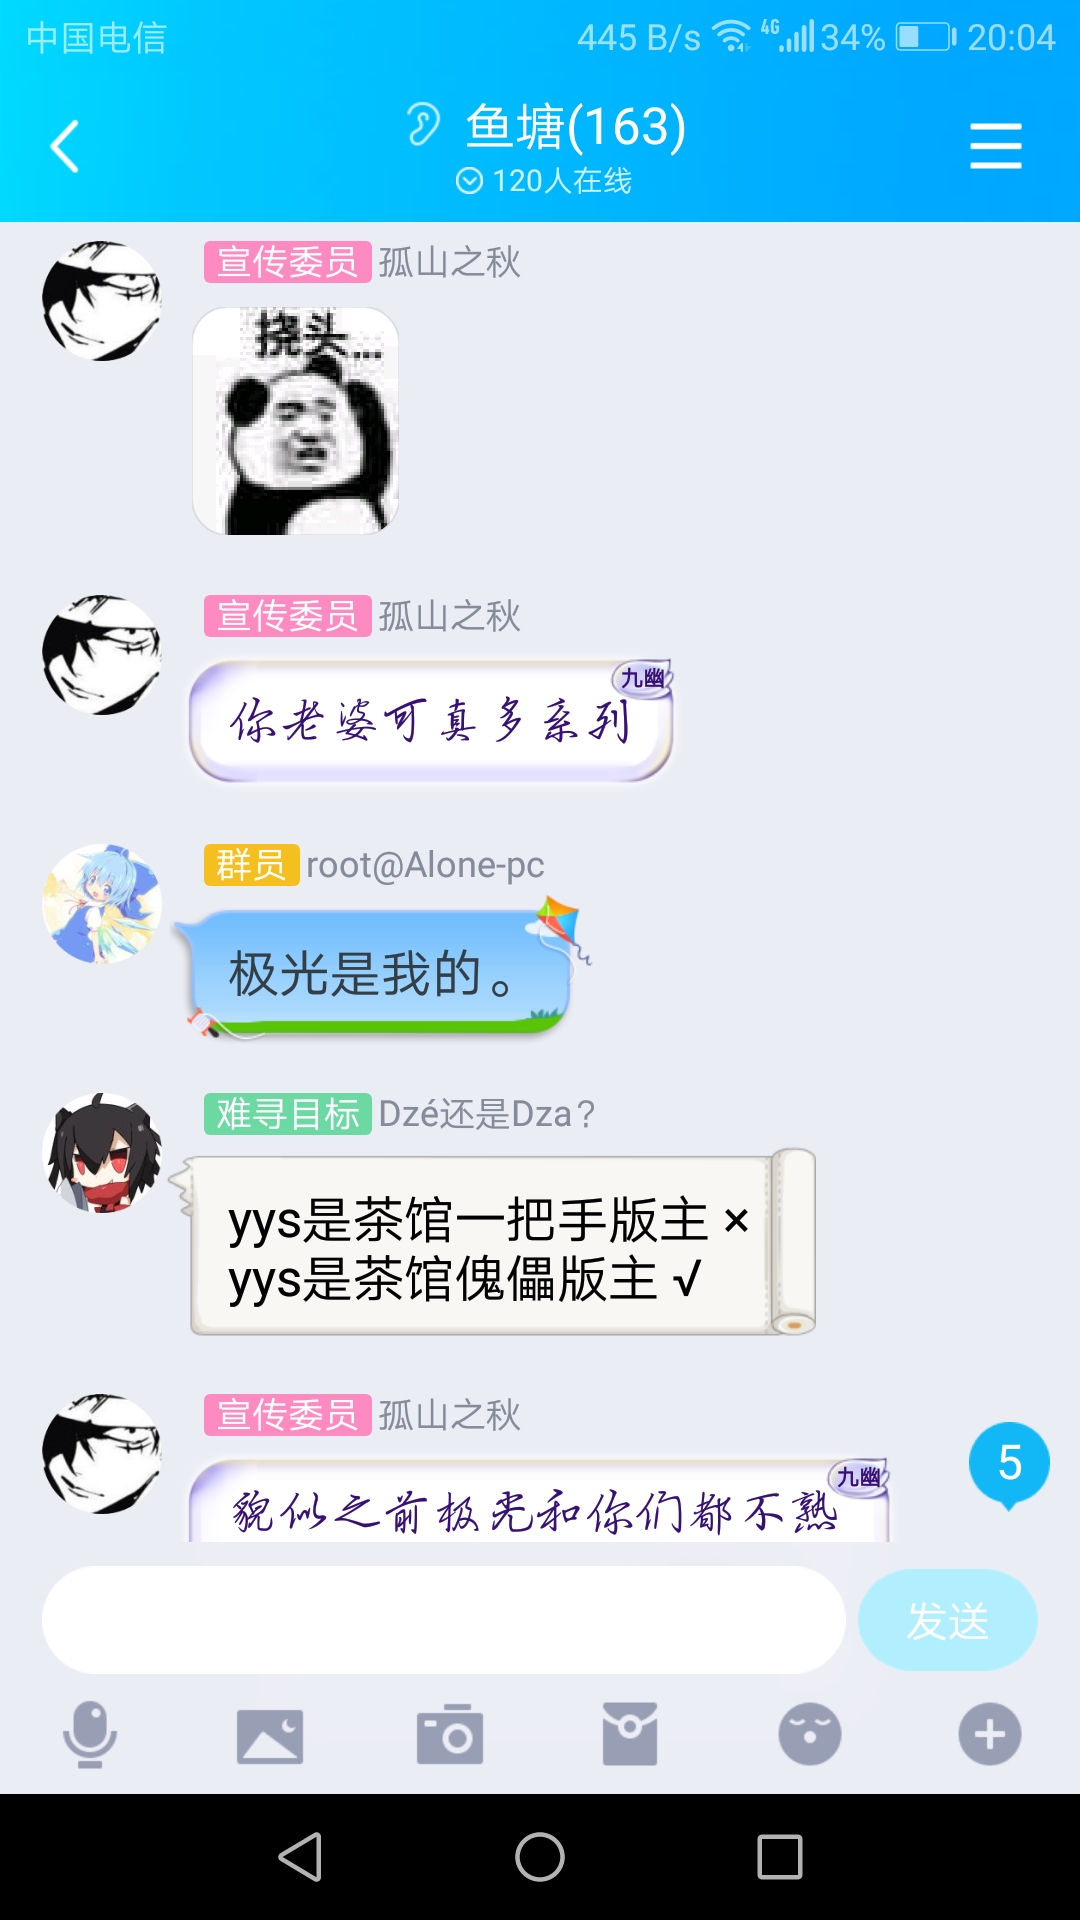 中国电信 445 B/s 4G 34% 20:04
鱼塘(163)
120人在线
宣传委员 孤山之秋
挠头...
宣传委员 孤山之秋
九幽
你老婆可真多系列
群员 root@Alone-pc
极光是我的。
难寻目标 Dzé还是Dza?
yys是茶馆一把手版主 ×
yys是茶馆傀儡版主 √
宣传委员 孤山之秋
九幽
貌似之前极光和你们都不熟
5
发送